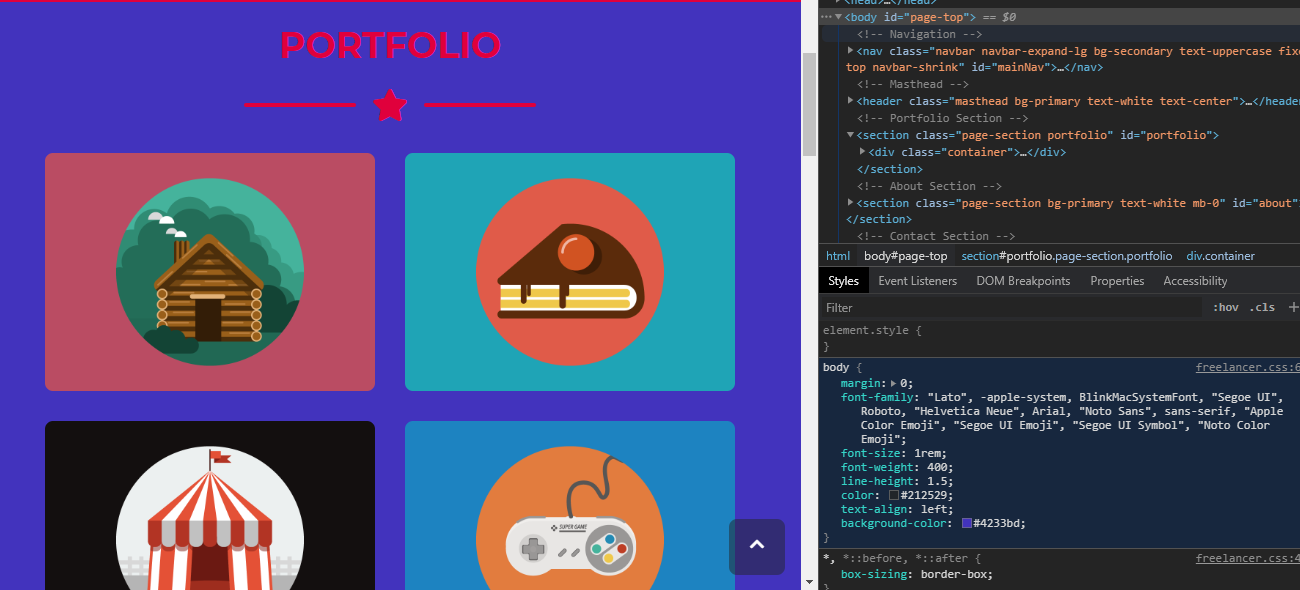 PORTFOLIO
SUPER GAME
<head>…</head>
··· ▼<body id="page-top"> == $0
<!-- Navigation -->
▶<nav class="navbar navbar-expand-lg bg-secondary text-uppercase fixe
top navbar-shrink" id="mainNav">…</nav>
<!-- Masthead -->
▶<header class="masthead bg-primary text-white text-center">…</header
<!-- Portfolio Section -->
▼<section class="page-section portfolio" id="portfolio">
▶<div class="container">…</div>
</section>
<!-- About Section -->
▶<section class="page-section bg-primary text-white mb-0" id="about"
</section>
<!-- Contact Section -->
html body#page-top section#portfolio.page-section.portfolio div.container
Styles Event Listeners DOM Breakpoints Properties Accessibility
Filter :hov .cls +
element.style {
}
body { freelancer.css:6
margin: ▶ 0;
font-family: "Lato", -apple-system, BlinkMacSystemFont, "Segoe UI",
Roboto, "Helvetica Neue", Arial, "Noto Sans", sans-serif, "Apple
Color Emoji", "Segoe UI Emoji", "Segoe UI Symbol", "Noto Color
Emoji";
font-size: 1rem;
font-weight: 400;
line-height: 1.5;
color: #212529;
text-align: left;
background-color: #4233bd;
}
*, *::before, *::after { freelancer.css:4
box-sizing: border-box;
}